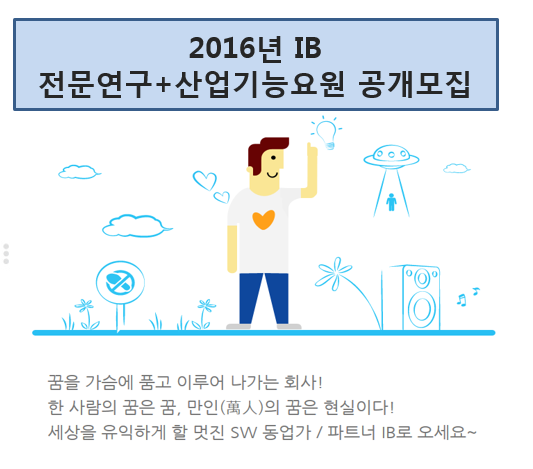 2016년 IB
전문연구+산업기능요원 공개모집
꿈을 가슴에 품고 이루어 나가는 회사!
한 사람의 꿈은 꿈, 만인(萬人)의 꿈은 현실이다!
세상을 유익하게 할 멋진 SW 동업가 / 파트너 IB로 오세요~